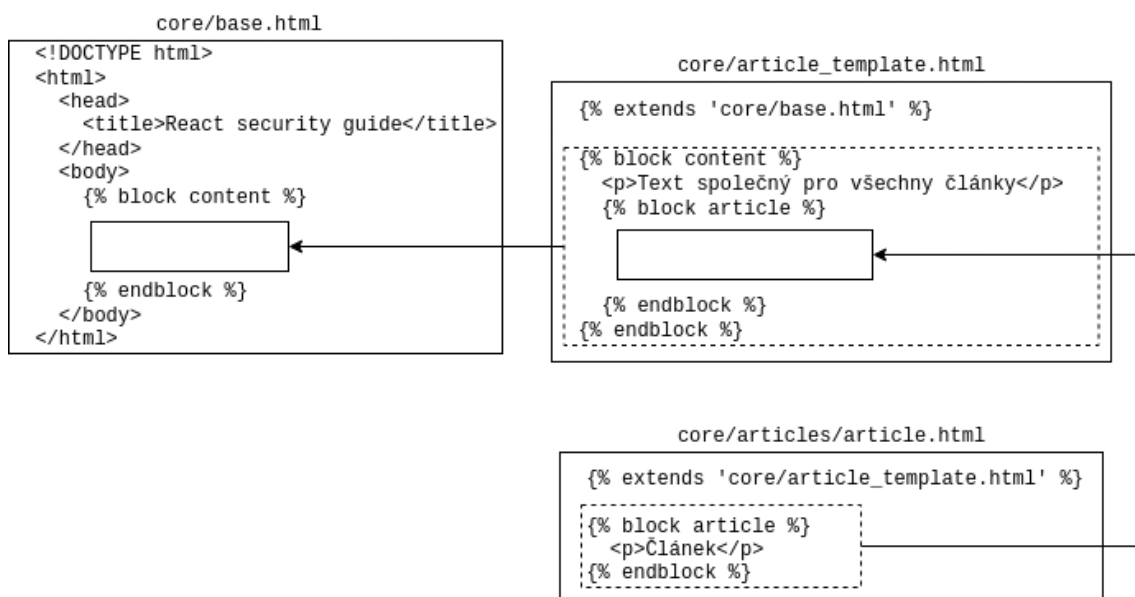 core/base.html
<!DOCTYPE html>
<html>
<head>
<title>React security guide</title>
</head>
<body>
{% block content %}
{% endblock %}
</body>
</html>
core/article_template.html
{% extends 'core/base.html' %}
{% block content %}
<p>Text společný pro všechny články</p>
{% block article %}
{% endblock %}
{% endblock %}
core/articles/article.html
{% extends 'core/article_template.html' %}
{% block article %}
<p>Článek</p>
{% endblock %}